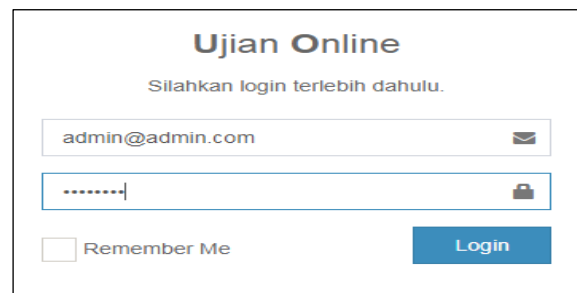 Ujian Online
Silahkan login terlebih dahulu.
admin@admin.com
••••••••
Remember Me
Login